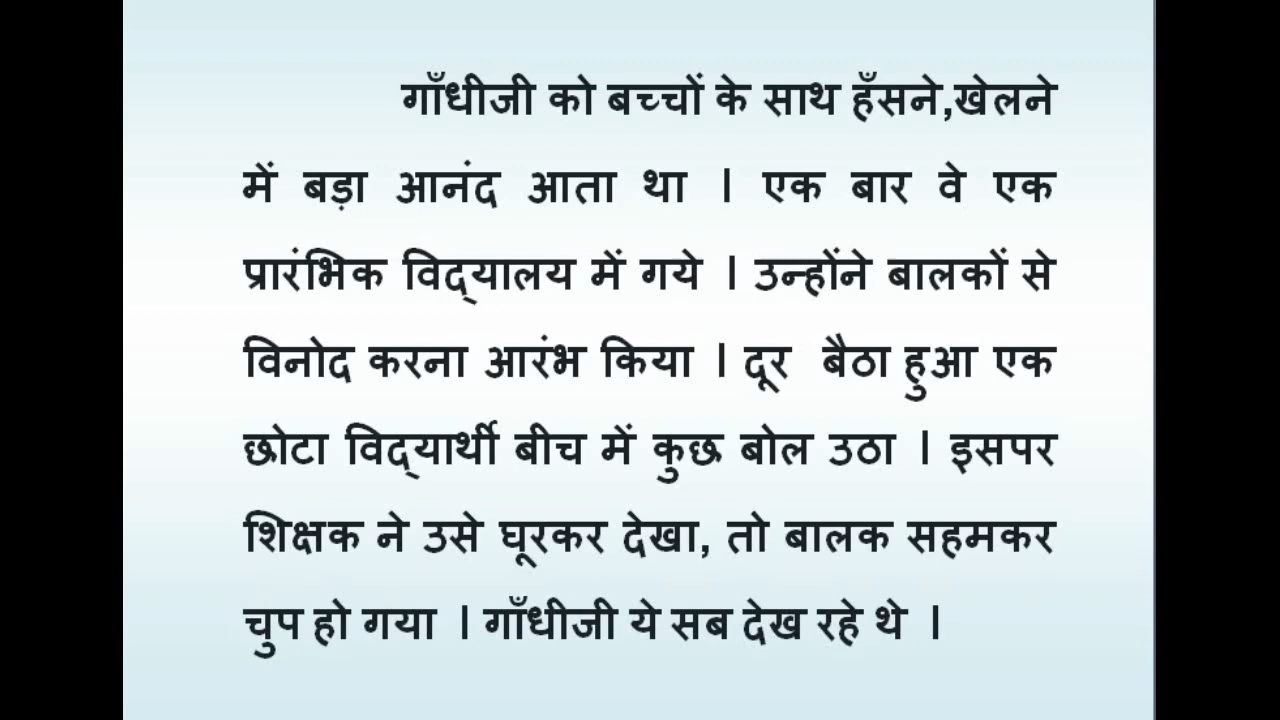 गाँधीजी को बच्चों के साथ हँसने,खेलने
में बड़ा आनंद आता था । एक बार वे एक
प्रारंभिक विद्यालय में गये । उन्होंने बालकों से
विनोद करना आरंभ किया । दूर बैठा हुआ एक
छोटा विद्यार्थी बीच में कुछ बोल उठा । इसपर
शिक्षक ने उसे घूरकर देखा, तो बालक सहमकर
चुप हो गया । गाँधीजी ये सब देख रहे थे ।